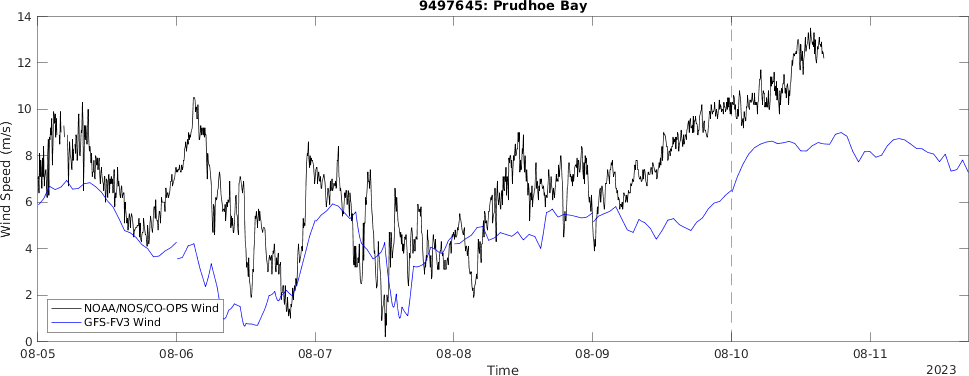 9497645: Prudhoe Bay
14
12
10
8
6
4
2
0
Wind Speed (m/s)
NOAA/NOS/CO-OPS Wind
GFS-FV3 Wind
08-05 08-06 08-07 08-08 08-09 08-10 08-11
Time
2023